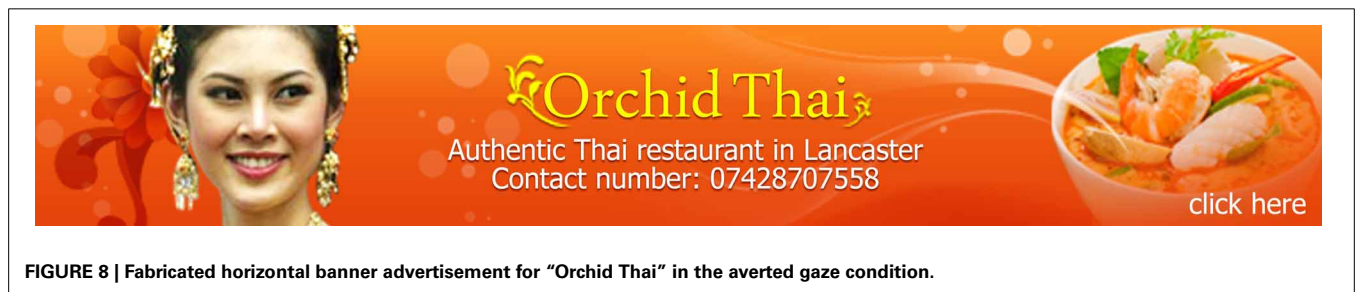 Orchid Thai
Authentic Thai restaurant in Lancaster
Contact number: 07428707558
click here
FIGURE 8 | Fabricated horizontal banner advertisement for “Orchid Thai” in the averted gaze condition.